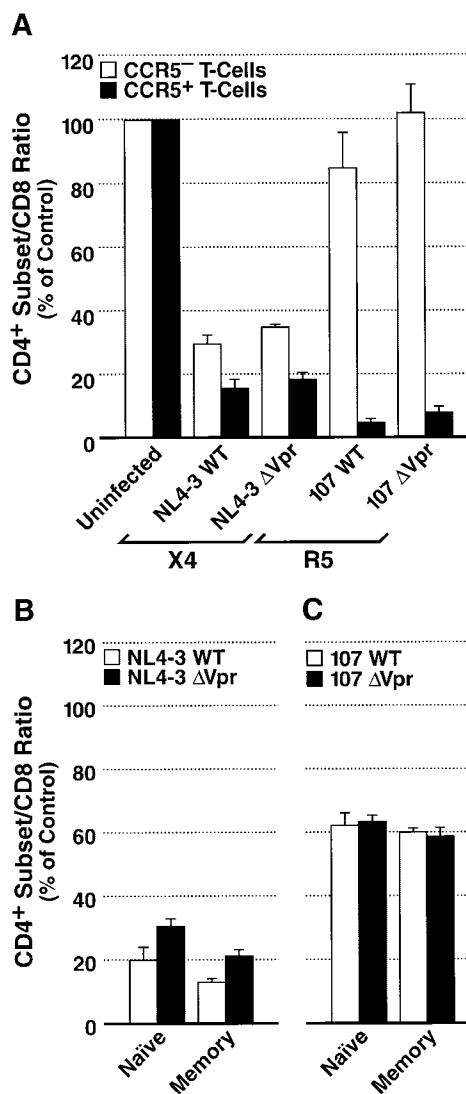 A
CCR5⁻ T-Cells
CCR5⁺ T-Cells
CD4⁺ Subset/CD8 Ratio
(% of Control)
120
100
80
60
40
20
0
Uninfected
NL4-3 WT
NL4-3 ΔVpr
107 WT
107 ΔVpr
X4
R5
B
NL4-3 WT
NL4-3 ΔVpr
CD4⁺ Subset/CD8 Ratio
(% of Control)
120
100
80
60
40
20
0
Naïve
Memory
C
107 WT
107 ΔVpr
Naïve
Memory